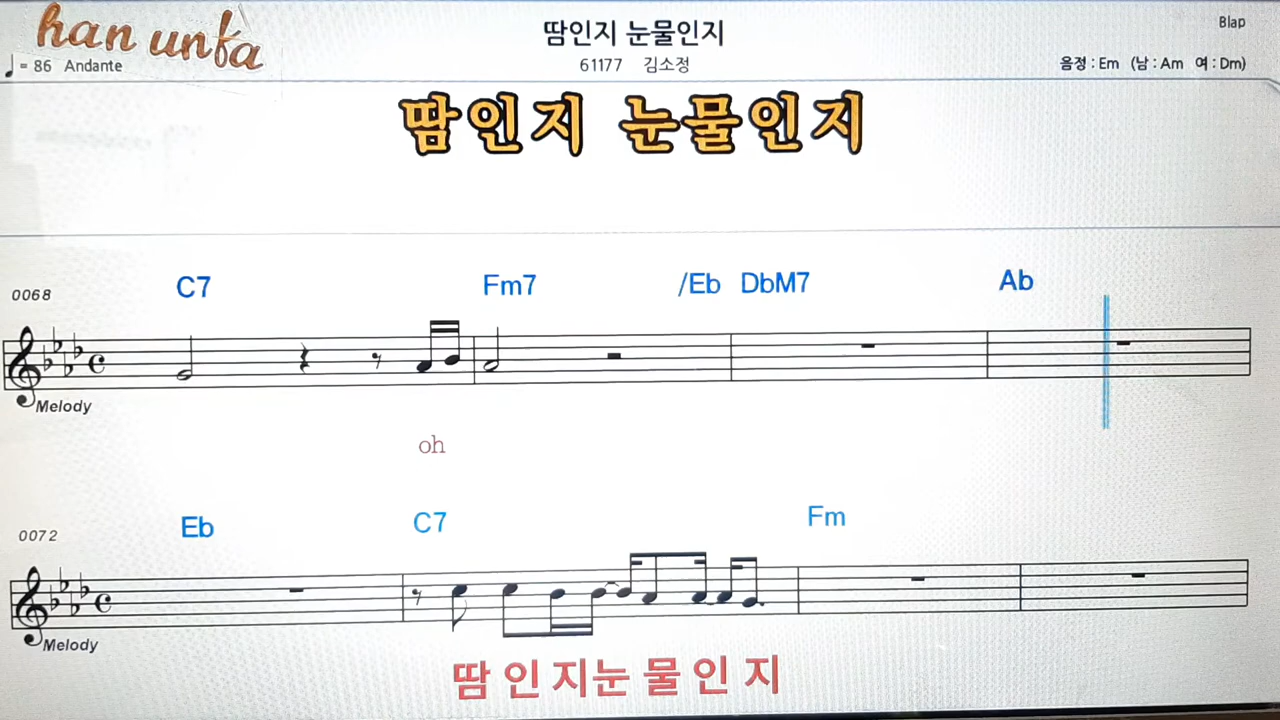 han unfa
땀인지 눈물인지
Blap
♩= 86 Andante
61177 김소정
음정 : Em (남 : Am 여 : Dm)
땀인지 눈물인지
0068 C7 Fm7 /Eb DbM7 Ab
Melody
oh
0072 Eb C7 Fm
Melody
땀 인 지 눈 물 인 지